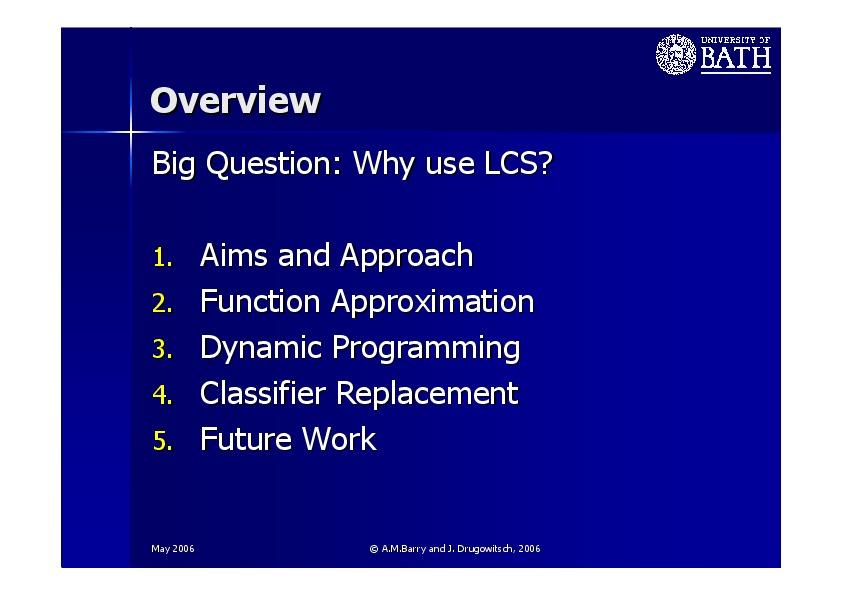 UNIVERSITY OF
BATH
Overview
Big Question: Why use LCS?
1. Aims and Approach
2. Function Approximation
3. Dynamic Programming
4. Classifier Replacement
5. Future Work
May 2006
© A.M.Barry and J. Drugowitsch, 2006